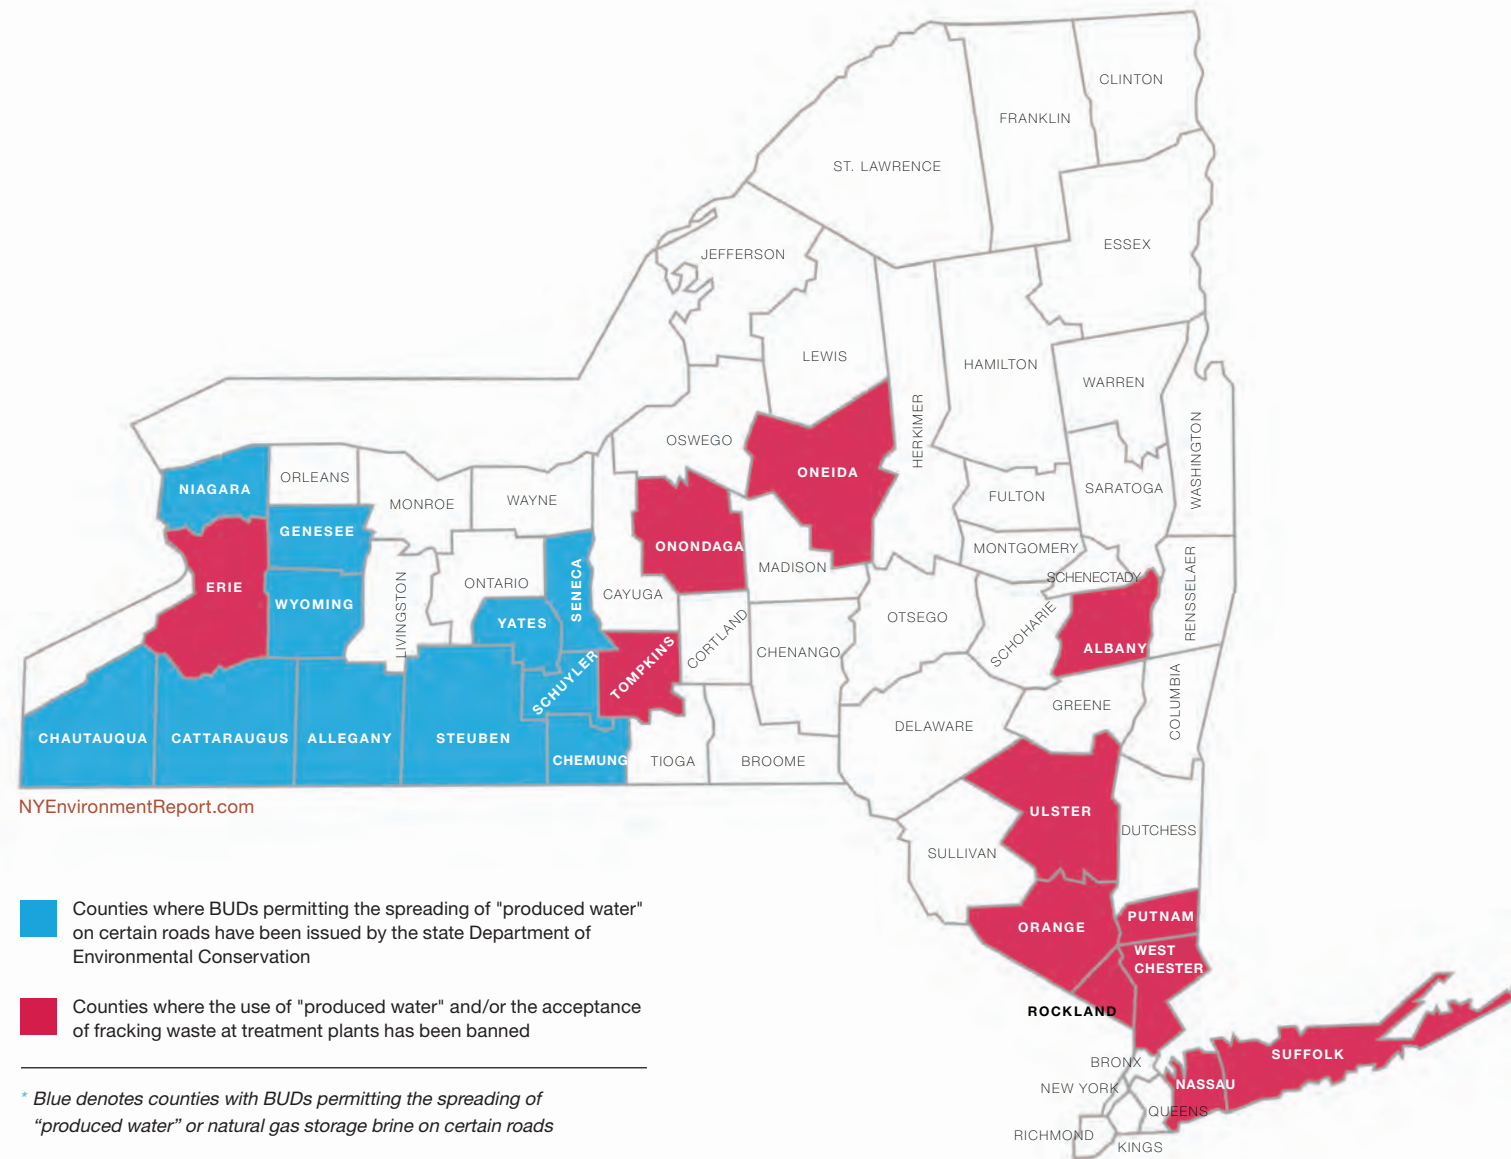 CLINTON
FRANKLIN
ST. LAWRENCE
ESSEX
JEFFERSON
LEWIS
HAMILTON
WARREN
HERKIMER
WASHINGTON
OSWEGO
ONEIDA
ORLEANS
NIAGARA
MONROE
WAYNE
FULTON
SARATOGA
GENESEE
ONONDAGA
MADISON
MONTGOMERY
SCHENECTADY
RENSSELAER
ERIE
WYOMING
LIVINGSTON
ONTARIO
YATES
SENECA
CAYUGA
CORTLAND
CHENANGO
OTSEGO
SCHOHARIE
ALBANY
TOMPKINS
SCHUYLER
GREENE
COLUMBIA
CHAUTAUQUA
CATTARAUGUS
ALLEGANY
STEUBEN
CHEMUNG
TIOGA
BROOME
DELAWARE
NYEnvironmentReport.com
ULSTER
DUTCHESS
SULLIVAN
ORANGE
PUTNAM
WEST
CHESTER
ROCKLAND
BRONX
NEW YORK
NASSAU
SUFFOLK
QUEENS
RICHMOND
KINGS
Counties where BUDs permitting the spreading of "produced water"
on certain roads have been issued by the state Department of
Environmental Conservation
Counties where the use of "produced water" and/or the acceptance
of fracking waste at treatment plants has been banned
* Blue denotes counties with BUDs permitting the spreading of
“produced water” or natural gas storage brine on certain roads